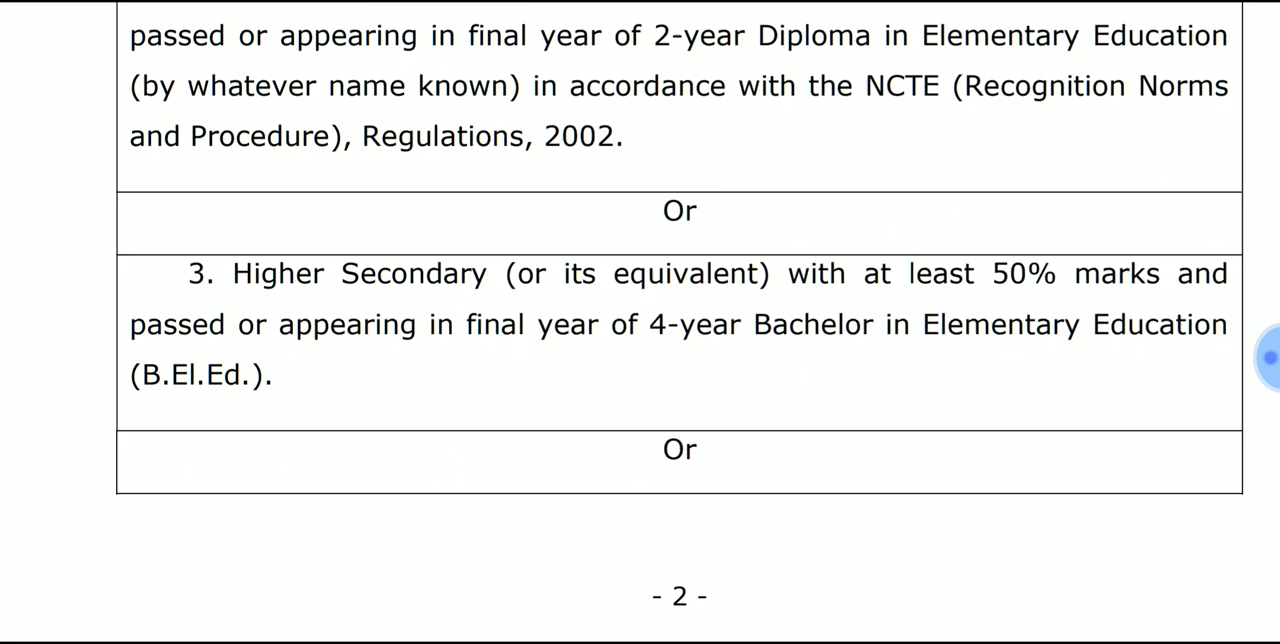 passed or appearing in final year of 2-year Diploma in Elementary Education
(by whatever name known) in accordance with the NCTE (Recognition Norms
and Procedure), Regulations, 2002.
Or
3. Higher Secondary (or its equivalent) with at least 50% marks and
passed or appearing in final year of 4-year Bachelor in Elementary Education
(B.El.Ed.).
Or
- 2 -